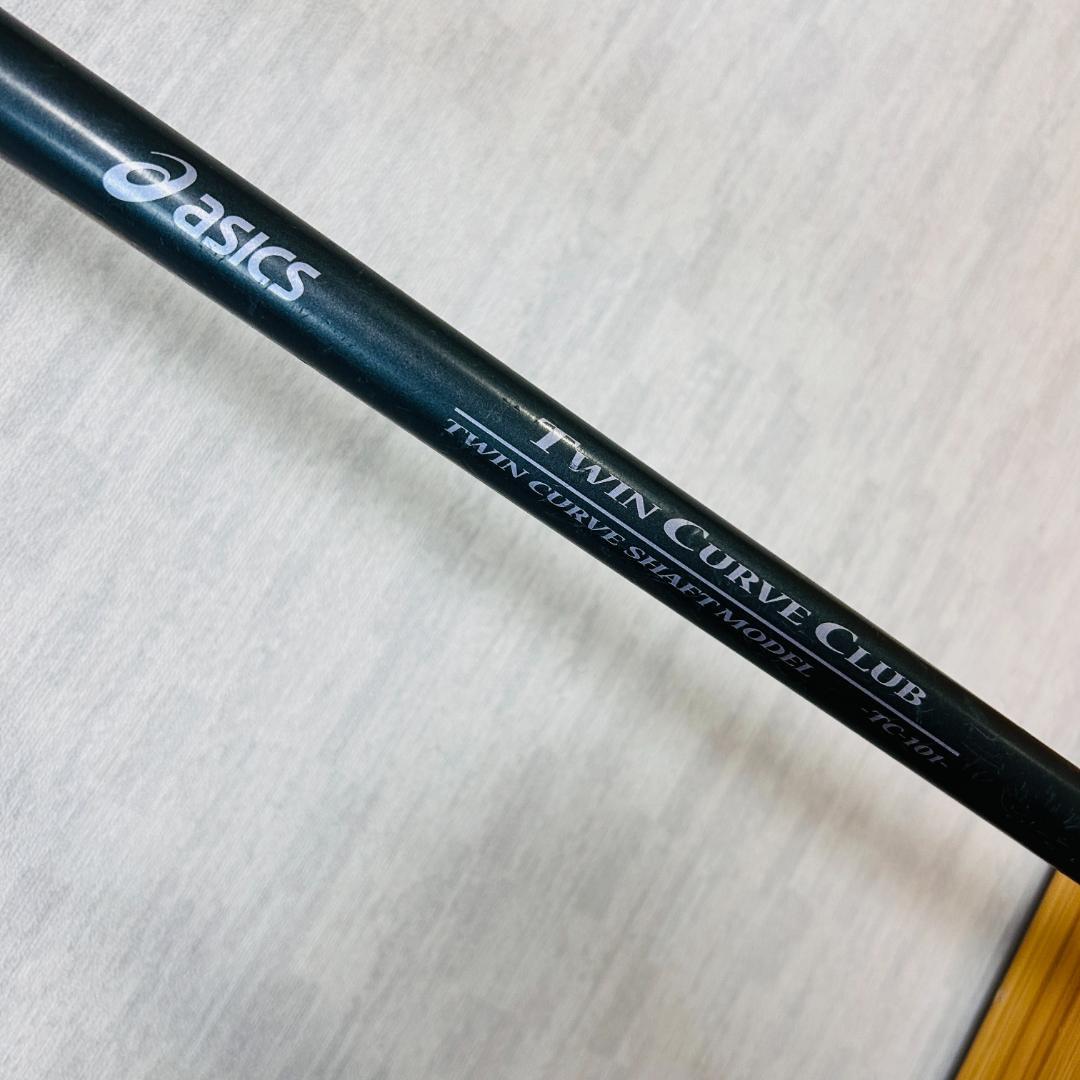 asics
TWIN CURVE CLUB
TWIN CURVE SHAFT MODEL -TC-101-